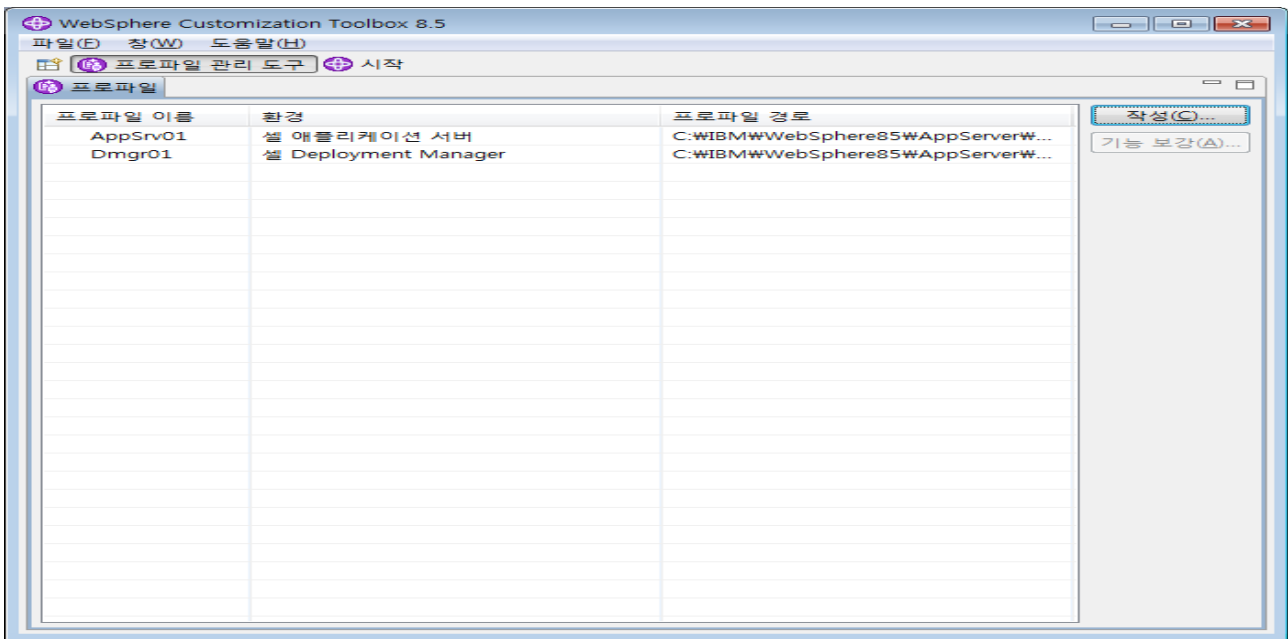 WebSphere Customization Toolbox 8.5
파일(F) 창(W) 도움말(H)
프로파일 관리 도구 시작
프로파일
프로파일 이름 환경 프로파일 경로 작성(C)...
AppSrv01 셀 애플리케이션 서버 C:₩IBM₩WebSphere85₩AppServer₩...
Dmgr01 셀 Deployment Manager C:₩IBM₩WebSphere85₩AppServer₩...
기능 보강(A)...